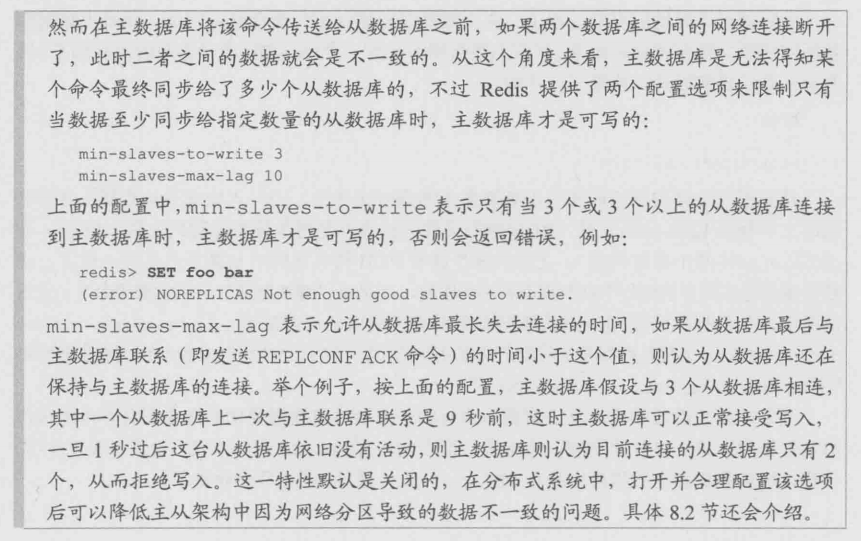 然而在主数据库将该命令传送给从数据库之前，如果两个数据库之间的网络连接断开
了，此时二者之间的数据就会是不一致的。从这个角度来看，主数据库是无法得知某
个命令最终同步给了多少个从数据库的，不过 Redis 提供了两个配置选项来限制只有
当数据至少同步给指定数量的从数据库时，主数据库才是可写的：
min-slaves-to-write 3
min-slaves-max-lag 10
上面的配置中，min-slaves-to-write 表示只有当 3 个或 3 个以上的从数据库连接
到主数据库时，主数据库才是可写的，否则会返回错误，例如：
redis> SET foo bar
(error) NOREPLICAS Not enough good slaves to write.
min-slaves-max-lag 表示允许从数据库最长失去连接的时间，如果从数据库最后与
主数据库联系（即发送 REPLCONF ACK 命令）的时间小于这个值，则认为从数据库还在
保持与主数据库的连接。举个例子，按上面的配置，主数据库假设与 3 个从数据库相连，
其中一个从数据库上一次与主数据库联系是 9 秒前，这时主数据库可以正常接受写入，
一旦 1 秒过后这台从数据库依旧没有活动，则主数据库则认为目前连接的从数据库只有 2
个，从而拒绝写入。这一特性默认是关闭的，在分布式系统中，打开并合理配置该选项
后可以降低主从架构中因为网络分区导致的数据不一致的问题。具体 8.2 节还会介绍。